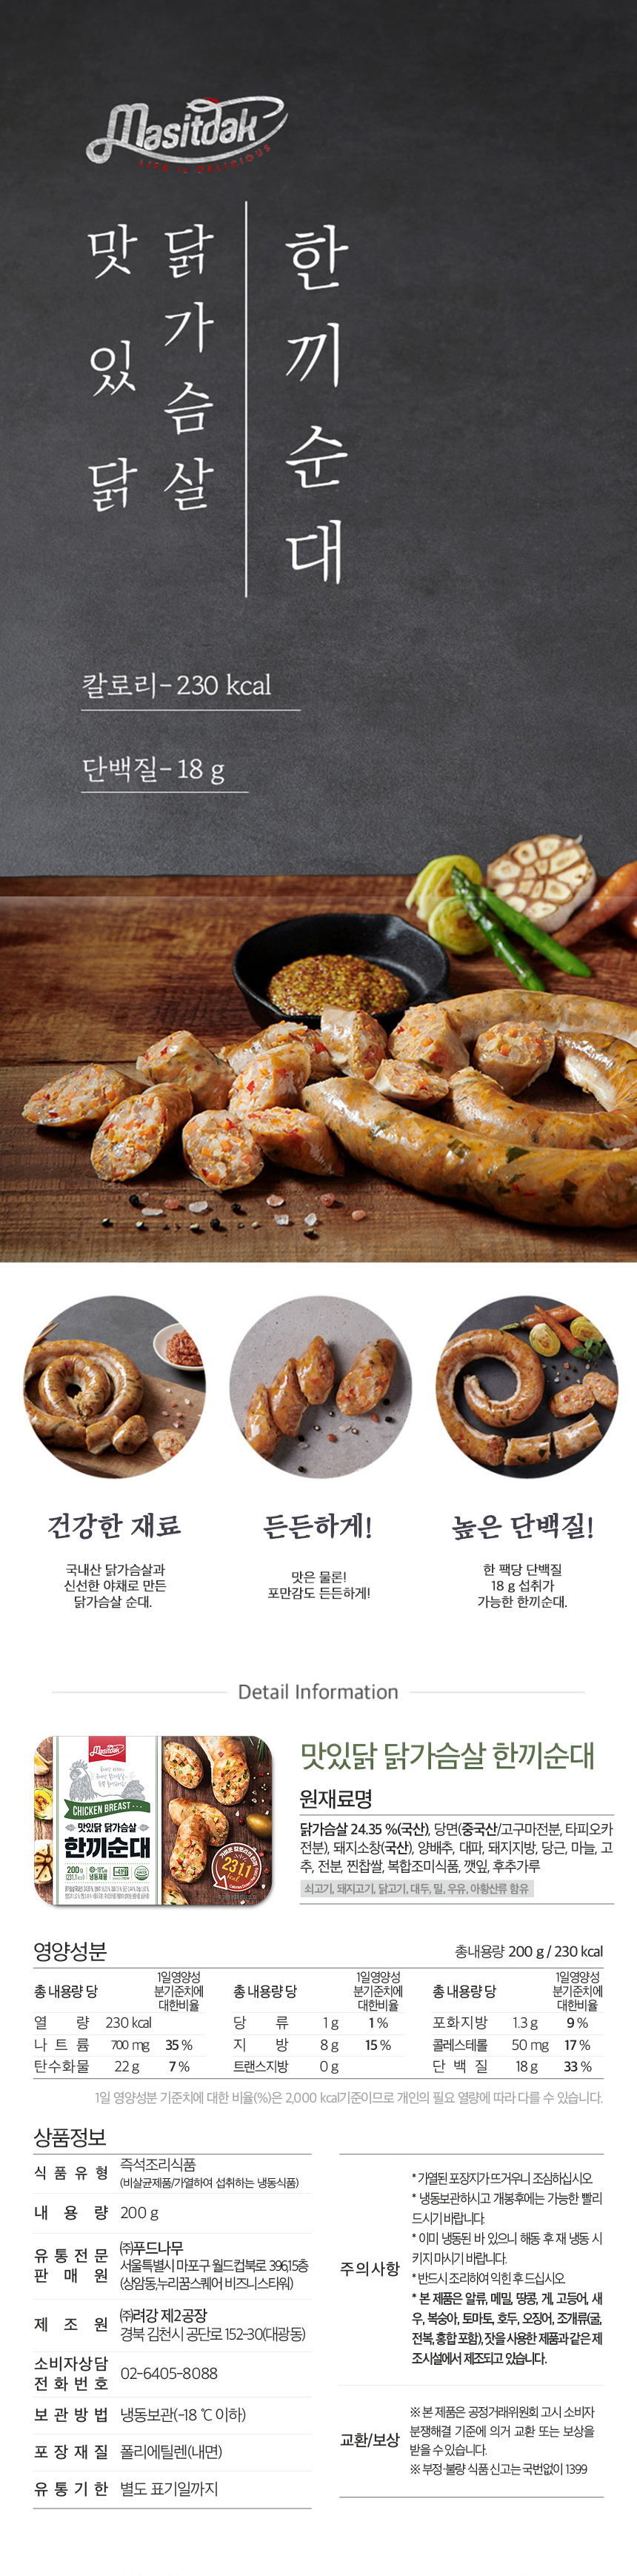 Masitdak
LIFE IS DELICIOUS
한끼순대
닭가슴살
맛있닭
칼로리-230 kcal
단백질-18 g
건강한 재료
국내산 닭가슴살과
신선한 야채로 만든
닭가슴살 순대.
든든하게!
맛은 물론!
포만감도 든든하게!
높은 단백질!
한 팩당 단백질
18 g 섭취가
가능한 한끼순대.
Detail Information
Masitdak
CHICKEN BREAST
맛있닭 닭가슴살
한끼순대
200 g
냉동제품
맛있닭 닭가슴살 한끼순대
원재료명
닭가슴살 24.35 %(국산), 당면(중국산/고구마전분, 타피오카
전분), 돼지소창(국산), 양배추, 대파, 돼지지방, 당근, 마늘, 고
추, 전분, 찐찹쌀, 복합조미식품, 깻잎, 후추가루
쇠고기, 돼지고기, 닭고기, 대두, 밀, 우유, 아황산류 함유
영양성분
총내용량 200 g / 230 kcal
총 내용량 당 1일영양성분기준치에 대한비율
열 량 230 kcal
나 트 륨 700 mg 35 %
탄수화물 22 g 7 %
총 내용량 당 1일영양성분기준치에 대한비율
당 류 1 g 1 %
지 방 8 g 15 %
트랜스지방 0 g
총 내용량 당 1일영양성분기준치에 대한비율
포화지방 1.3 g 9 %
콜레스테롤 50 mg 17 %
단 백 질 18 g 33 %
1일 영양성분 기준치에 대한 비율(%)은 2,000 kcal기준이므로 개인의 필요 열량에 따라 다를 수 있습니다.
상품정보
식 품 유 형 즉석조리식품
(비살균제품/가열하여 섭취하는 냉동식품)
내 용 량 200 g
유 통 전 문 판 매 원 ㈜푸드나무
서울특별시 마포구 월드컵북로 396,15층
(상암동,누리꿈스퀘어 비즈니스타워)
제 조 원 ㈜려강 제2공장
경북 김천시 공단로 152-30(대광동)
소비자상담 전 화 번 호 02-6405-8088
보 관 방 법 냉동보관(-18 ℃ 이하)
포 장 재 질 폴리에틸렌(내면)
유 통 기 한 별도 표기일까지
주의사항
* 가열된 포장지가 뜨거우니 조심하십시오.
* 냉동보관하시고 개봉후에는 가능한 빨리
드시기 바랍니다.
* 이미 냉동된 바 있으니 해동 후 재 냉동 시
키지 마시기 바랍니다.
* 반드시 조리하여 익힌 후 드십시오.
* 본 제품은 알류, 메밀, 땅콩, 게, 고등어, 새
우, 복숭아, 토마토, 호두, 오징어, 조개류(굴,
전복, 홍합 포함), 잣을 사용한 제품과 같은 제
조시설에서 제조되고 있습니다.
교환/보상
※ 본 제품은 공정거래위원회 고시 소비자
분쟁해결 기준에 의거 교환 또는 보상을
받을 수 있습니다.
※ 부정·불량 식품 신고는 국번없이 1399